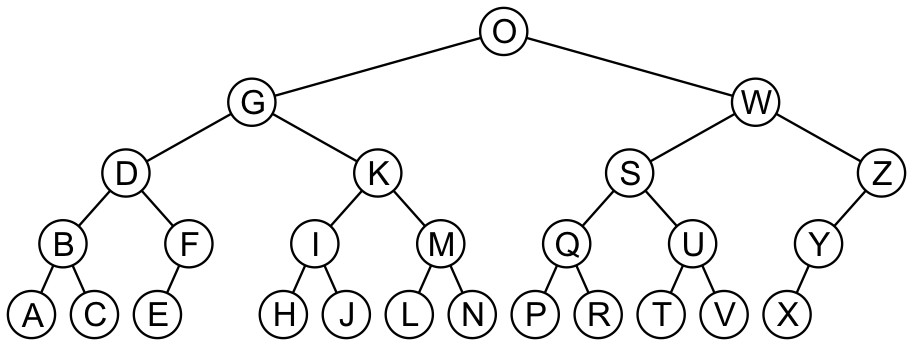 O
G W
D K S Z
B F I M Q U Y
A C E H J L N P R T V X